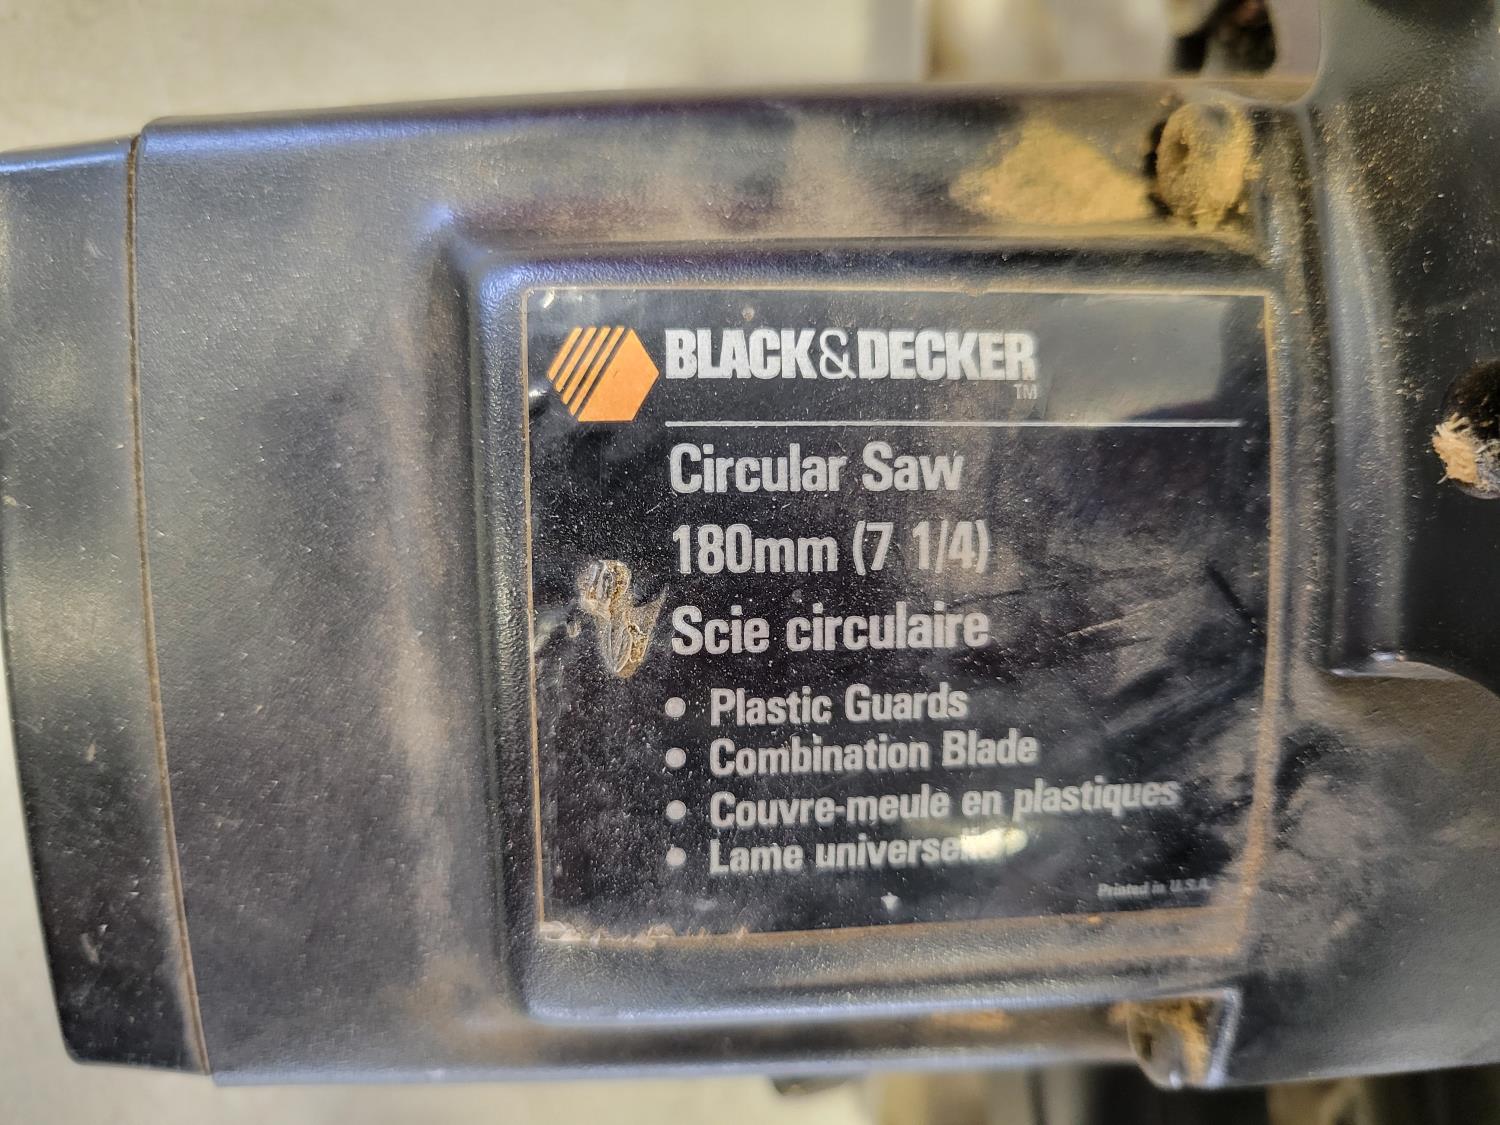 BLACK&DECKER
TM
Circular Saw
180mm (7 1/4)
Scie circulaire
• Plastic Guards
• Combination Blade
• Couvre-meule en plastiques
• Lame universelle
Printed in U.S.A.